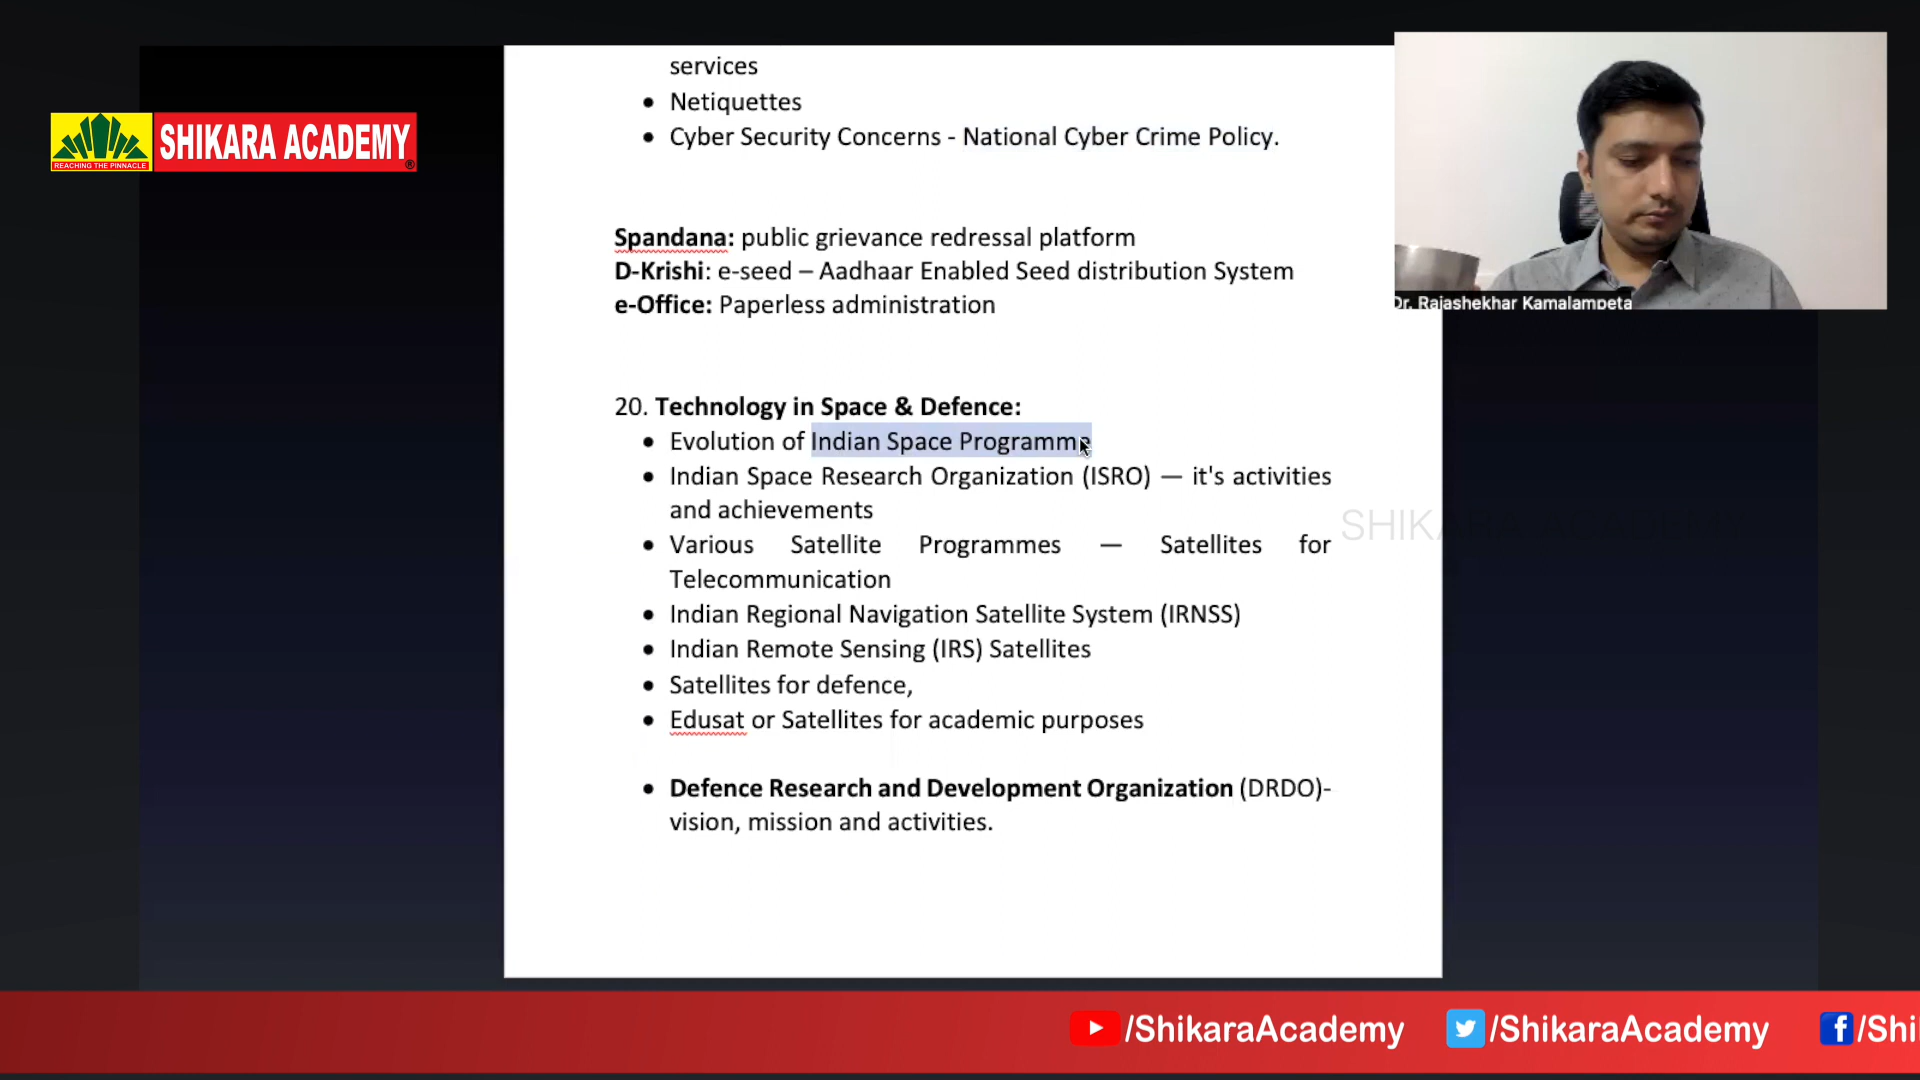 services
• Netiquettes
• Cyber Security Concerns - National Cyber Crime Policy.
SHIKARA ACADEMY
REACHING THE PINNACLE
®
Spandana: public grievance redressal platform
D-Krishi: e-seed – Aadhaar Enabled Seed distribution System
e-Office: Paperless administration
Dr. Rajashekhar Kamalampeta
20. Technology in Space & Defence:
• Evolution of Indian Space Programme
• Indian Space Research Organization (ISRO) — it's activities
and achievements
• Various Satellite Programmes — Satellites for
Telecommunication
• Indian Regional Navigation Satellite System (IRNSS)
• Indian Remote Sensing (IRS) Satellites
• Satellites for defence,
• Edusat or Satellites for academic purposes
• Defence Research and Development Organization (DRDO)-
vision, mission and activities.
/ShikaraAcademy /ShikaraAcademy /Shi